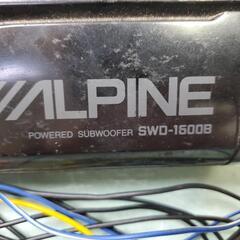 ALPINE
POWERED SUBWOOFER SWD-1600B